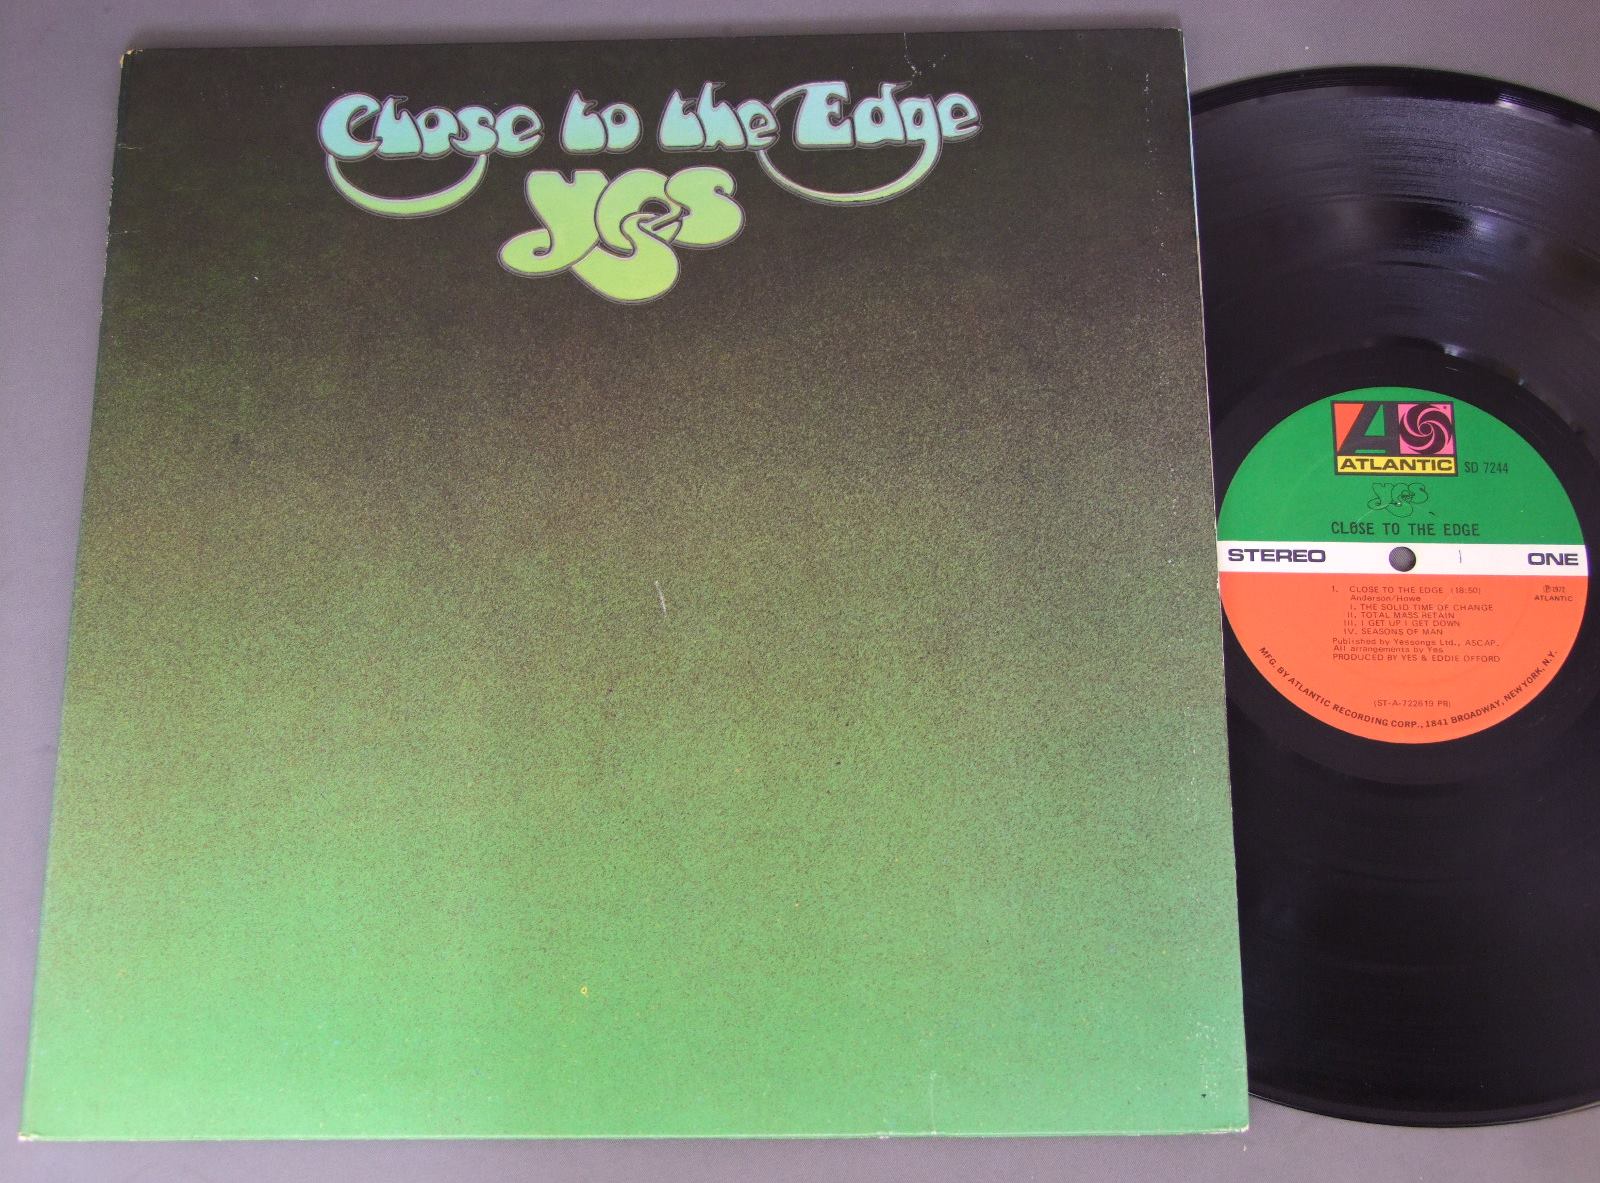 Close to the Edge
yes
ATLANTIC
SD 7244
yes
CLOSE TO THE EDGE
STEREO
ONE
1. CLOSE TO THE EDGE (18:50)
Anderson/Howe
I. THE SOLID TIME OF CHANGE
II. TOTAL MASS RETAIN
III. I GET UP I GET DOWN
IV. SEASONS OF MAN
℗1972
ATLANTIC
Published by Yessongs Ltd., ASCAP.
All arrangements by Yes
PRODUCED BY YES & EDDIE OFFORD
(ST-A-722619 PR)
MFG. BY ATLANTIC RECORDING CORP., 1841 BROADWAY, NEW YORK, N.Y.